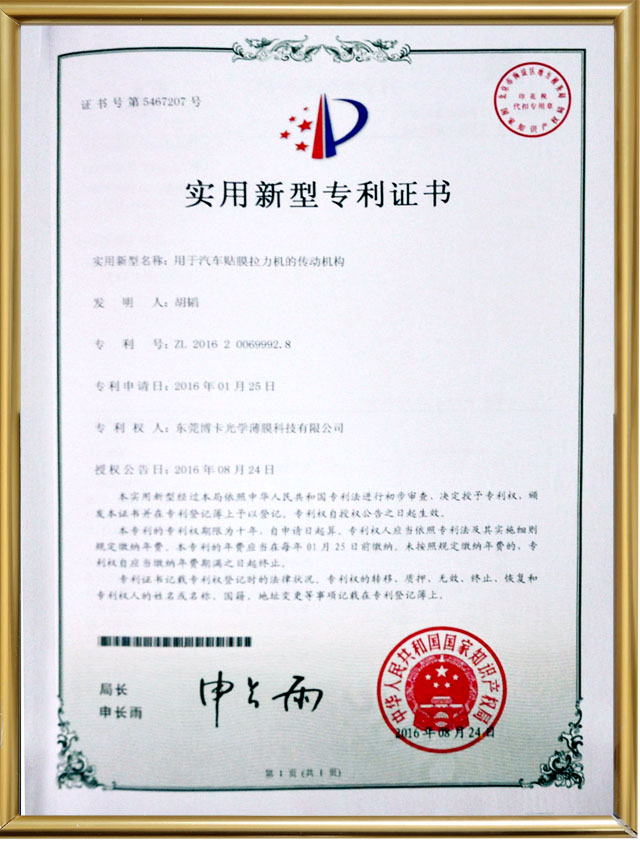 证书号第5467207号
印花税
代扣专用章
国家知识产权局
实用新型专利证书
实用新型名称：用于汽车贴膜拉力机的传动机构
发明人：胡韬
专利号：ZL 2016 2 0069992.8
专利申请日：2016年01月25日
专利权人：东莞博卡光学薄膜科技有限公司
授权公告日：2016年08月24日
本实用新型经过本局依照中华人民共和国专利法进行初步审查，决定授予专利权，颁
发本证书并在专利登记簿上予以登记。专利权自授权公告之日起生效。
本专利的专利权期限为十年，自申请日起算。专利权人应当依照专利法及其实施细则
规定缴纳年费。本专利的年费应当在每年01月25日前缴纳。未按照规定缴纳年费的，专
利权自应当缴纳年费期满之日起终止。
专利证书记载专利权登记时的法律状况。专利权的转移、质押、无效、终止、恢复和
专利权人的姓名或名称、国籍、地址变更等事项记载在专利登记簿上。
局长
申长雨
申长雨
中华人民共和国国家知识产权局
2016年08月24日
第1页(共1页)